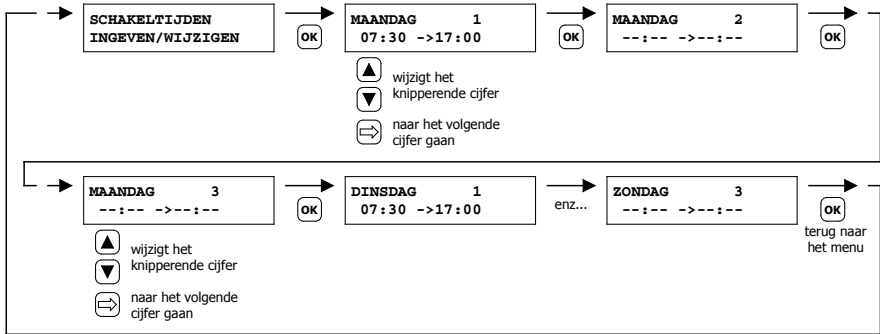 SCHAKELTIJDEN
INGEVEN/WIJZIGEN
OK
MAANDAG 1
07:30 ->17:00
OK
MAANDAG 2
--:-- ->--:--
OK
wijzigt het
knipperende cijfer
naar het volgende
cijfer gaan
MAANDAG 3
--:-- ->--:--
OK
DINSDAG 1
07:30 ->17:00
enz...
ZONDAG 3
--:-- ->--:--
OK
terug naar
het menu
wijzigt het
knipperende cijfer
naar het volgende
cijfer gaan